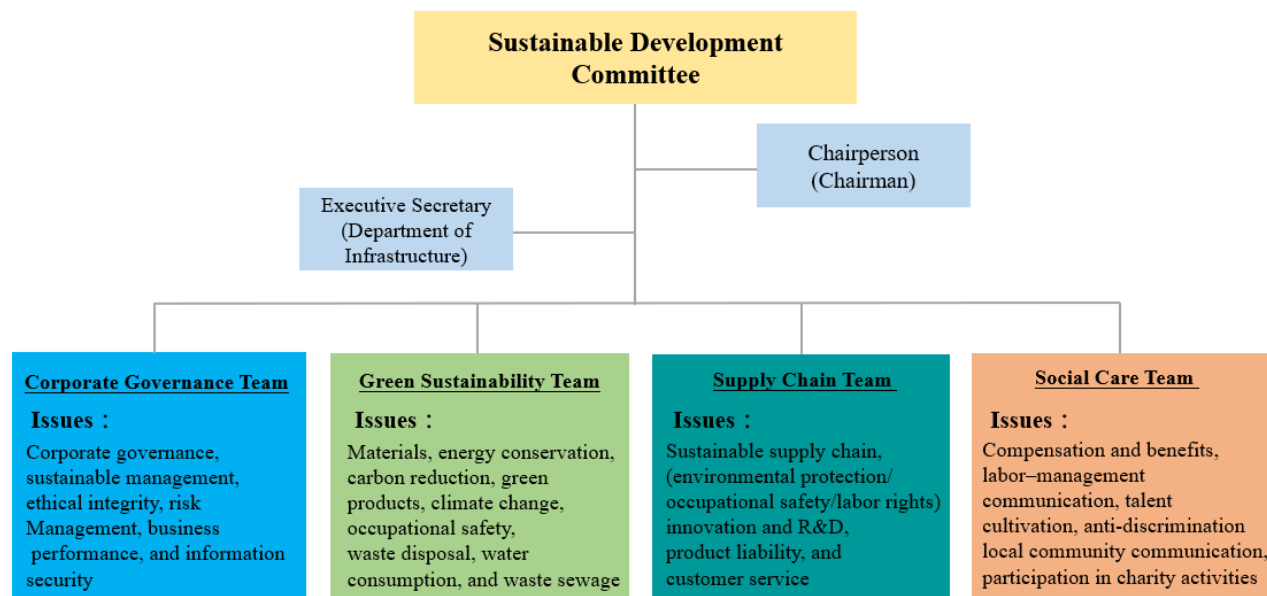 Sustainable Development
Committee
Chairperson
(Chairman)
Executive Secretary
(Department of
Infrastructure)
Corporate Governance Team
Issues：
Corporate governance,
sustainable management,
ethical integrity, risk
Management, business
performance, and information
security
Green Sustainability Team
Issues：
Materials, energy conservation,
carbon reduction, green
products, climate change,
occupational safety,
waste disposal, water
consumption, and waste sewage
Supply Chain Team
Issues：
Sustainable supply chain,
(environmental protection/
occupational safety/labor rights)
innovation and R&D,
product liability, and
customer service
Social Care Team
Issues：
Compensation and benefits,
labor–management
communication, talent
cultivation, anti-discrimination
local community communication,
participation in charity activities